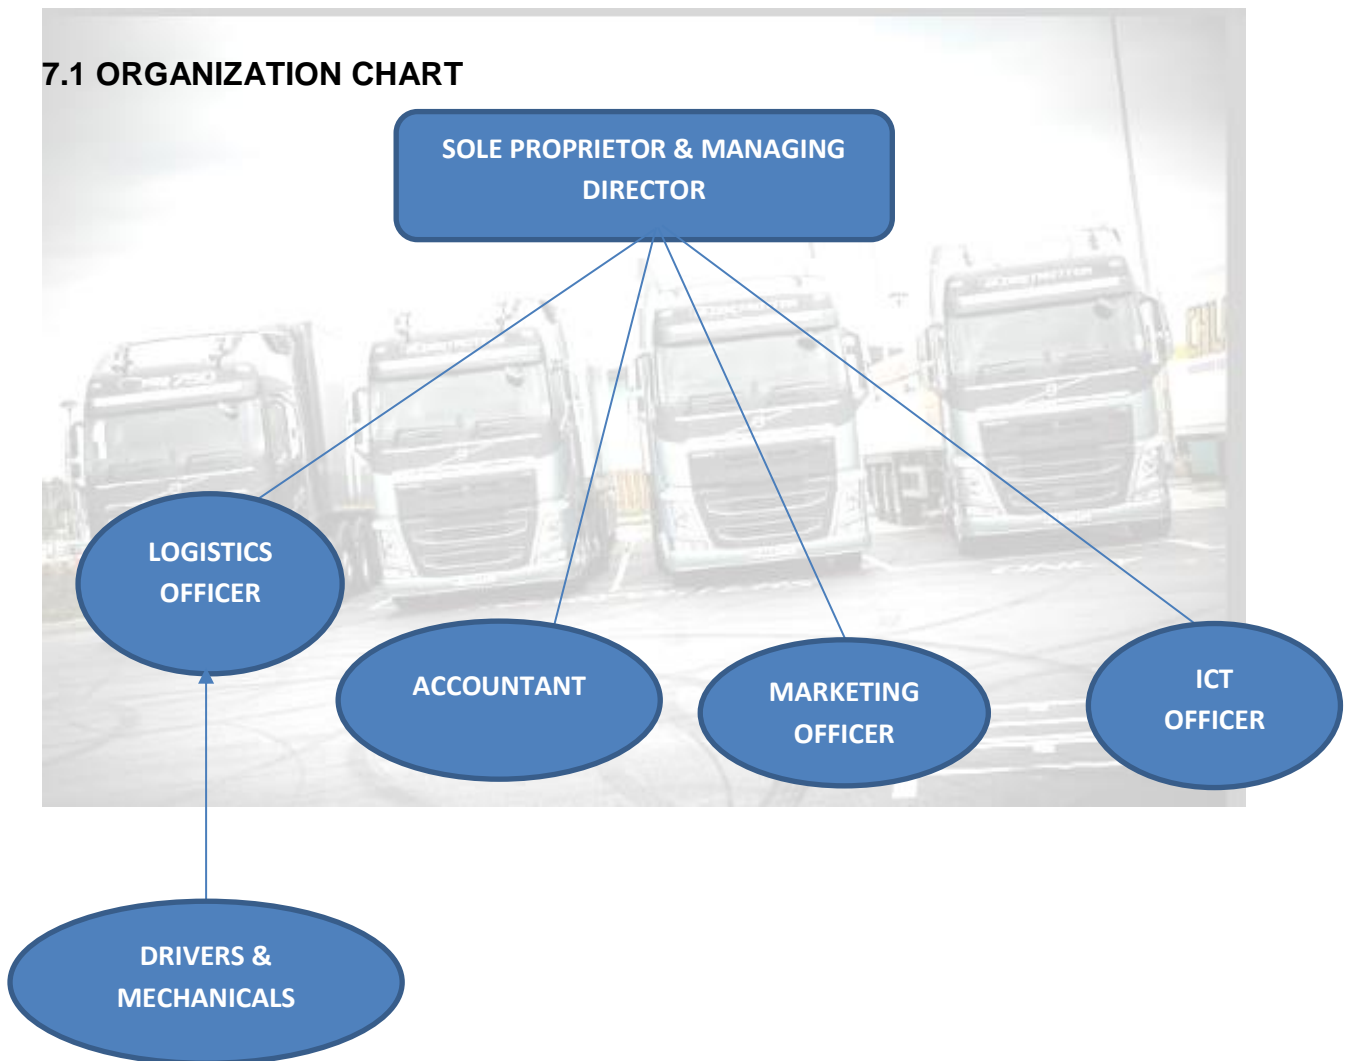 7.1 ORGANIZATION CHART
SOLE PROPRIETOR & MANAGING
DIRECTOR
LOGISTICS
OFFICER
ACCOUNTANT
MARKETING
OFFICER
ICT
OFFICER
DRIVERS &
MECHANICALS